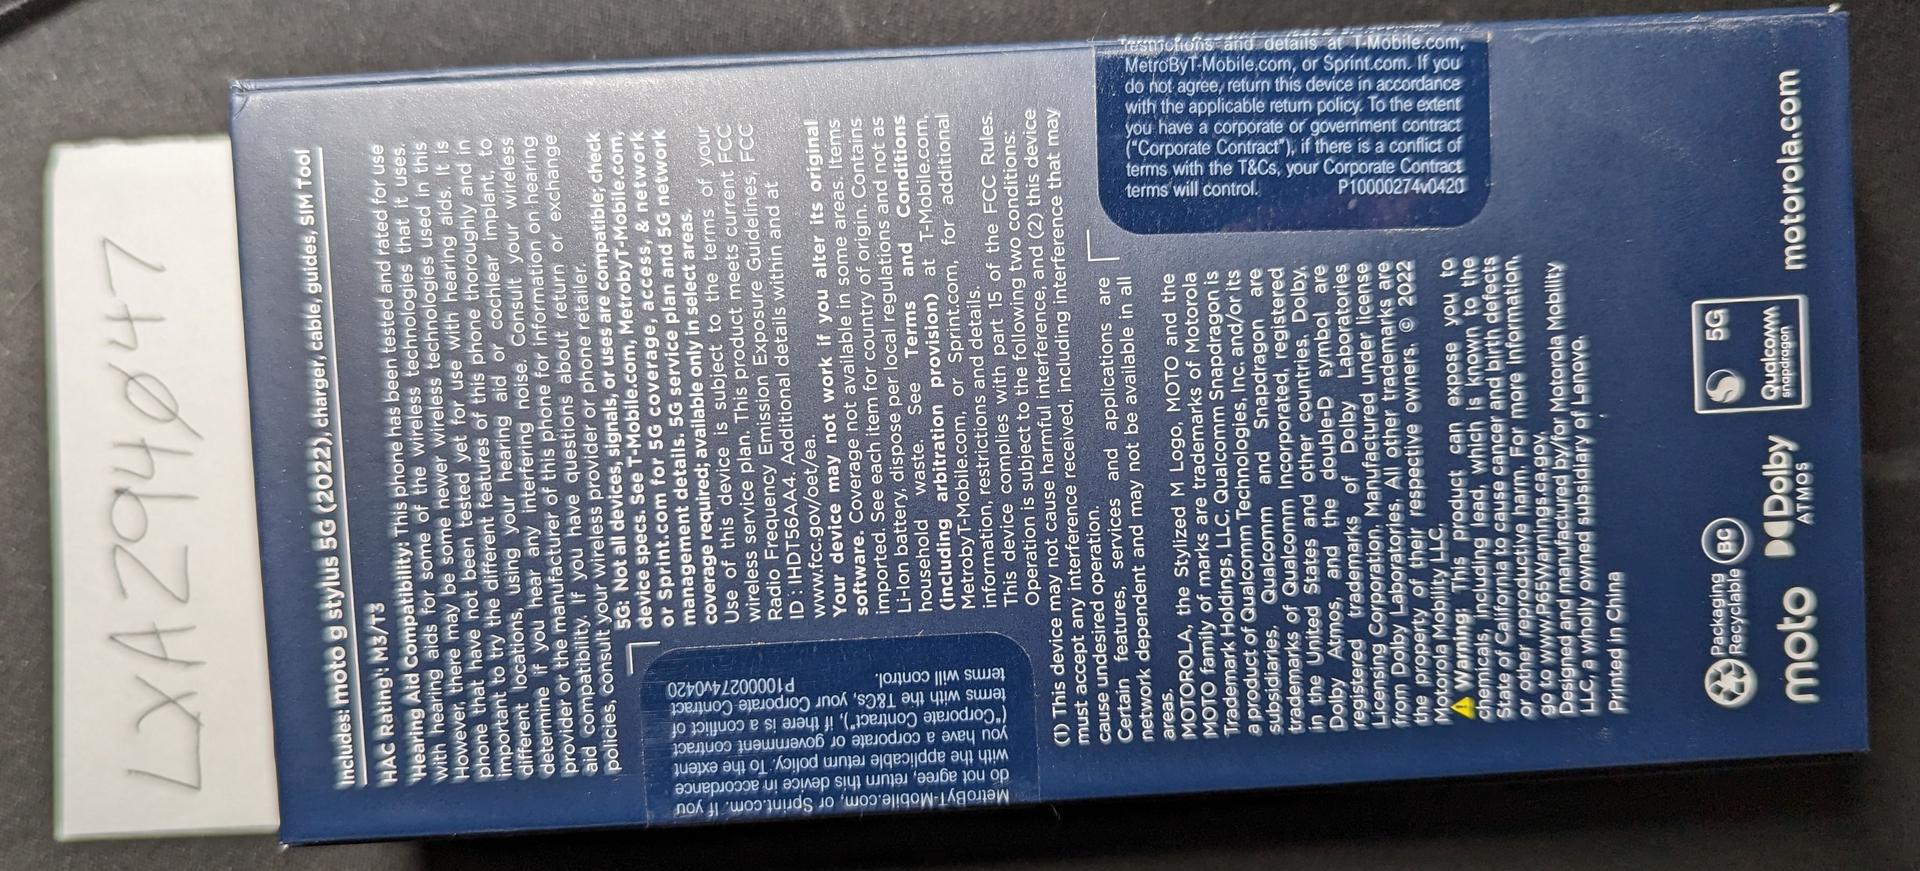 LXAZ94047
Includes: moto g stylus 5G (2022), charger, cable, guides, SIM Tool
HAC Rating¹: M3/T3
¹Hearing Aid Compatibility: This phone has been tested and rated for use
with hearing aids for some of the wireless technologies that it uses.
However, there may be some newer wireless technologies used in this
phone that have not been tested yet for use with hearing aids. It is
important to try the different features of this phone thoroughly and in
different locations, using your hearing aid or cochlear implant, to
determine if you hear any interfering noise. Consult your wireless
provider or the manufacturer of this phone for information on hearing
aid compatibility. If you have questions about return or exchange
policies, consult your wireless provider or phone retailer.
5G: Not all devices, signals, or uses are compatible; check
device specs. See T-Mobile.com, MetrobyT-Mobile.com,
or Sprint.com for 5G coverage, access, & network
management details. 5G service plan and 5G network
coverage required; available only in select areas.
Use of this device is subject to the terms of your
wireless service plan. This product meets current FCC
Radio Frequency Emission Exposure Guidelines, FCC
ID : IHDT56AA4. Additional details within and at
www.fcc.gov/oet/ea.
Your device may not work if you alter its original
software. Coverage not available in some areas. Items
imported. See each item for country of origin. Contains
Li-Ion battery, dispose per local regulations and not as
household waste. See Terms and Conditions
(including arbitration provision) at T-Mobile.com,
MetrobyT-Mobile.com, or Sprint.com, for additional
information, restrictions and details.
This device complies with part 15 of the FCC Rules.
Operation is subject to the following two conditions:
(1) This device may not cause harmful interference, and (2) this device
must accept any interference received, including interference that may
cause undesired operation.
Certain features, services and applications are
network dependent and may not be available in all
areas.
MOTOROLA, the Stylized M Logo, MOTO and the
MOTO family of marks are trademarks of Motorola
Trademark Holdings, LLC. Qualcomm Snapdragon is
a product of Qualcomm Technologies, Inc. and/or its
subsidiaries. Qualcomm and Snapdragon are
trademarks of Qualcomm Incorporated, registered
in the United States and other countries. Dolby,
Dolby Atmos, and the double-D symbol are
registered trademarks of Dolby Laboratories
Licensing Corporation. Manufactured under license
from Dolby Laboratories. All other trademarks are
the property of their respective owners. © 2022
Motorola Mobility LLC.
Warning: This product can expose you to
chemicals, including lead, which is known to the
State of California to cause cancer and birth defects
or other reproductive harm. For more information,
go to www.P65Warnings.ca.gov.
Designed and manufactured by/for Motorola Mobility
LLC, a wholly owned subsidiary of Lenovo.
Printed in China
Packaging
Recyclable
BC
moto
Dolby
ATMOS
5G
Qualcomm
snapdragon
motorola.com
restrictions and details at T-Mobile.com,
MetroByT-Mobile.com, or Sprint.com. If you
do not agree, return this device in accordance
with the applicable return policy. To the extent
you have a corporate or government contract
("Corporate Contract"), if there is a conflict of
terms with the T&Cs, your Corporate Contract
terms will control. P10000274v0420
MetroByT-Mobile.com, or Sprint.com. If you
do not agree, return this device in accordance
with the applicable return policy. To the extent
you have a corporate or government contract
("Corporate Contract"), if there is a conflict of
terms with the T&Cs, your Corporate Contract
terms will control. P10000274v0420